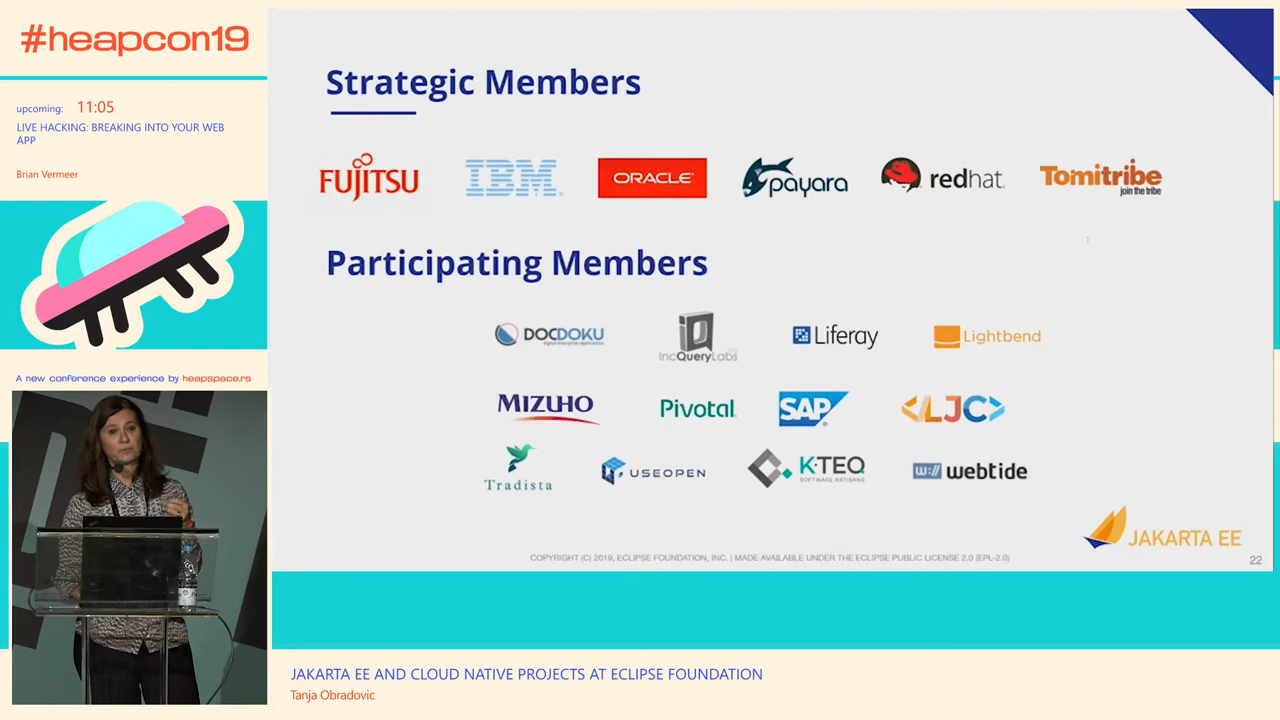 #heapcon19
upcoming: 11:05
LIVE HACKING: BREAKING INTO YOUR WEB
APP
Brian Vermeer
A new conference experience by heapspace.rs
Strategic Members
FUJITSU
IBM
ORACLE
payara
redhat
Tomitribe
join the tribe
Participating Members
DOCDOKU
digital enterprise applications
IncQueryLabs
Liferay
Lightbend
MIZUHO
Pivotal
SAP
<LJC>
Tradista
USEOPEN
K-TEQ
SOFTWARE ARTISANS
w:// webtide
JAKARTA EE
COPYRIGHT (C) 2019, ECLIPSE FOUNDATION, INC. | MADE AVAILABLE UNDER THE ECLIPSE PUBLIC LICENSE 2.0 (EPL-2.0)
22
JAKARTA EE AND CLOUD NATIVE PROJECTS AT ECLIPSE FOUNDATION
Tanja Obradovic